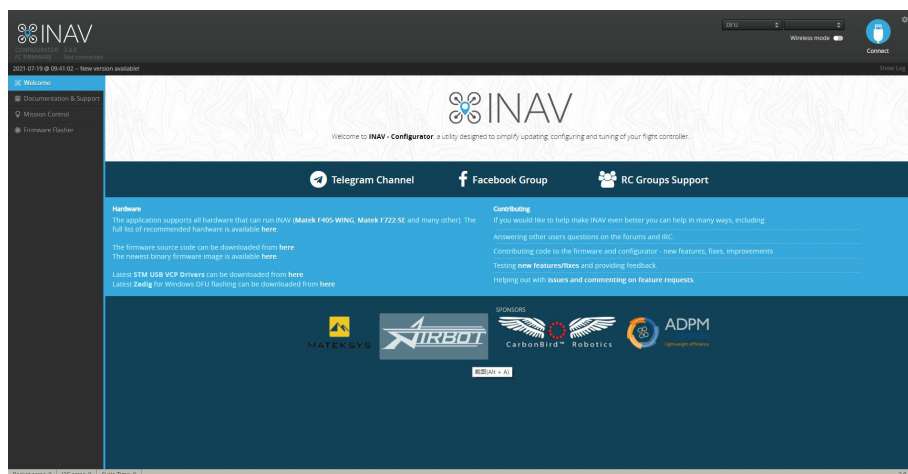 INAV
CONFIGURATOR 3.0.0
FC FIRMWARE Not connected
DFU
Wireless mode
Connect
2021-07-19 @ 09:41:02 -- New version available!
Show Log
Welcome
Documentation & Support
Mission Control
Firmware Flasher
INAV
Welcome to INAV - Configurator, a utility designed to simplify updating, configuring and tuning of your flight controller.
Telegram Channel
Facebook Group
RC Groups Support
Hardware
The application supports all hardware that can run INAV (Matek F405-WING, Matek F722-SE and many other). The
full list of recommended hardware is available here.
The firmware source code can be downloaded from here
The newest binary firmware image is available here.
Latest STM USB VCP Drivers can be downloaded from here
Latest Zadig for Windows DFU flashing can be downloaded from here
Contributing
If you would like to help make INAV even better you can help in many ways, including:
Answering other users questions on the forums and IRC.
Contributing code to the firmware and configurator - new features, fixes, improvements
Testing new features/fixes and providing feedback.
Helping out with issues and commenting on feature requests.
SPONSORS
MATEKSYS
AIRBOT
CarbonBird™ Robotics
ADPM
Lightweight efficiency
截图(Alt + A)